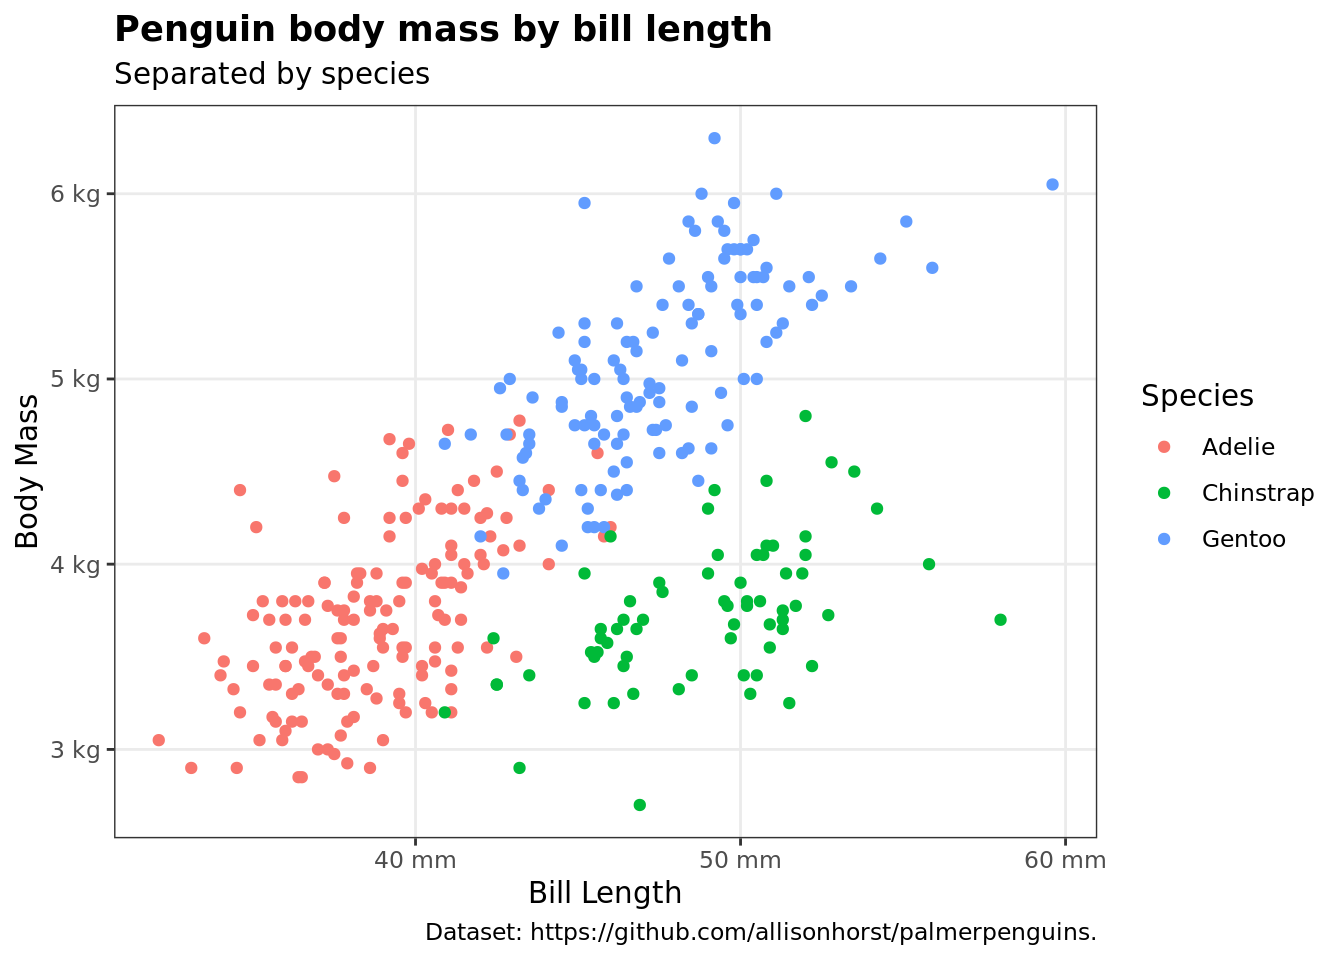 Penguin body mass by bill length
Separated by species
6 kg
5 kg
4 kg
3 kg
Body Mass
40 mm
50 mm
60 mm
Bill Length
Species
Adelie
Chinstrap
Gentoo
Dataset: https://github.com/allisonhorst/palmerpenguins.